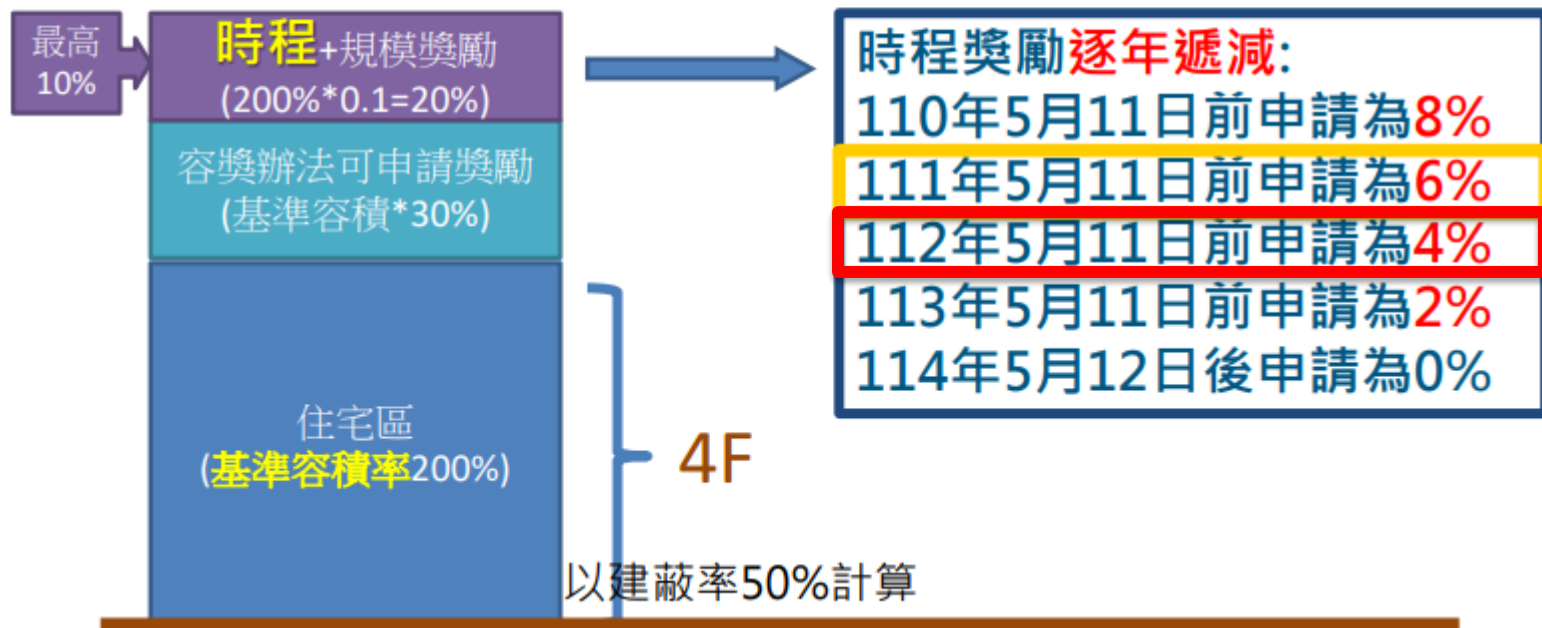 最高
10%
時程+規模獎勵
(200%*0.1=20%)
容獎辦法可申請獎勵
(基準容積*30%)
住宅區
(基準容積率200%)
4F
以建蔽率50%計算
時程獎勵逐年遞減:
110年5月11日前申請為8%
111年5月11日前申請為6%
112年5月11日前申請為4%
113年5月11日前申請為2%
114年5月12日後申請為0%